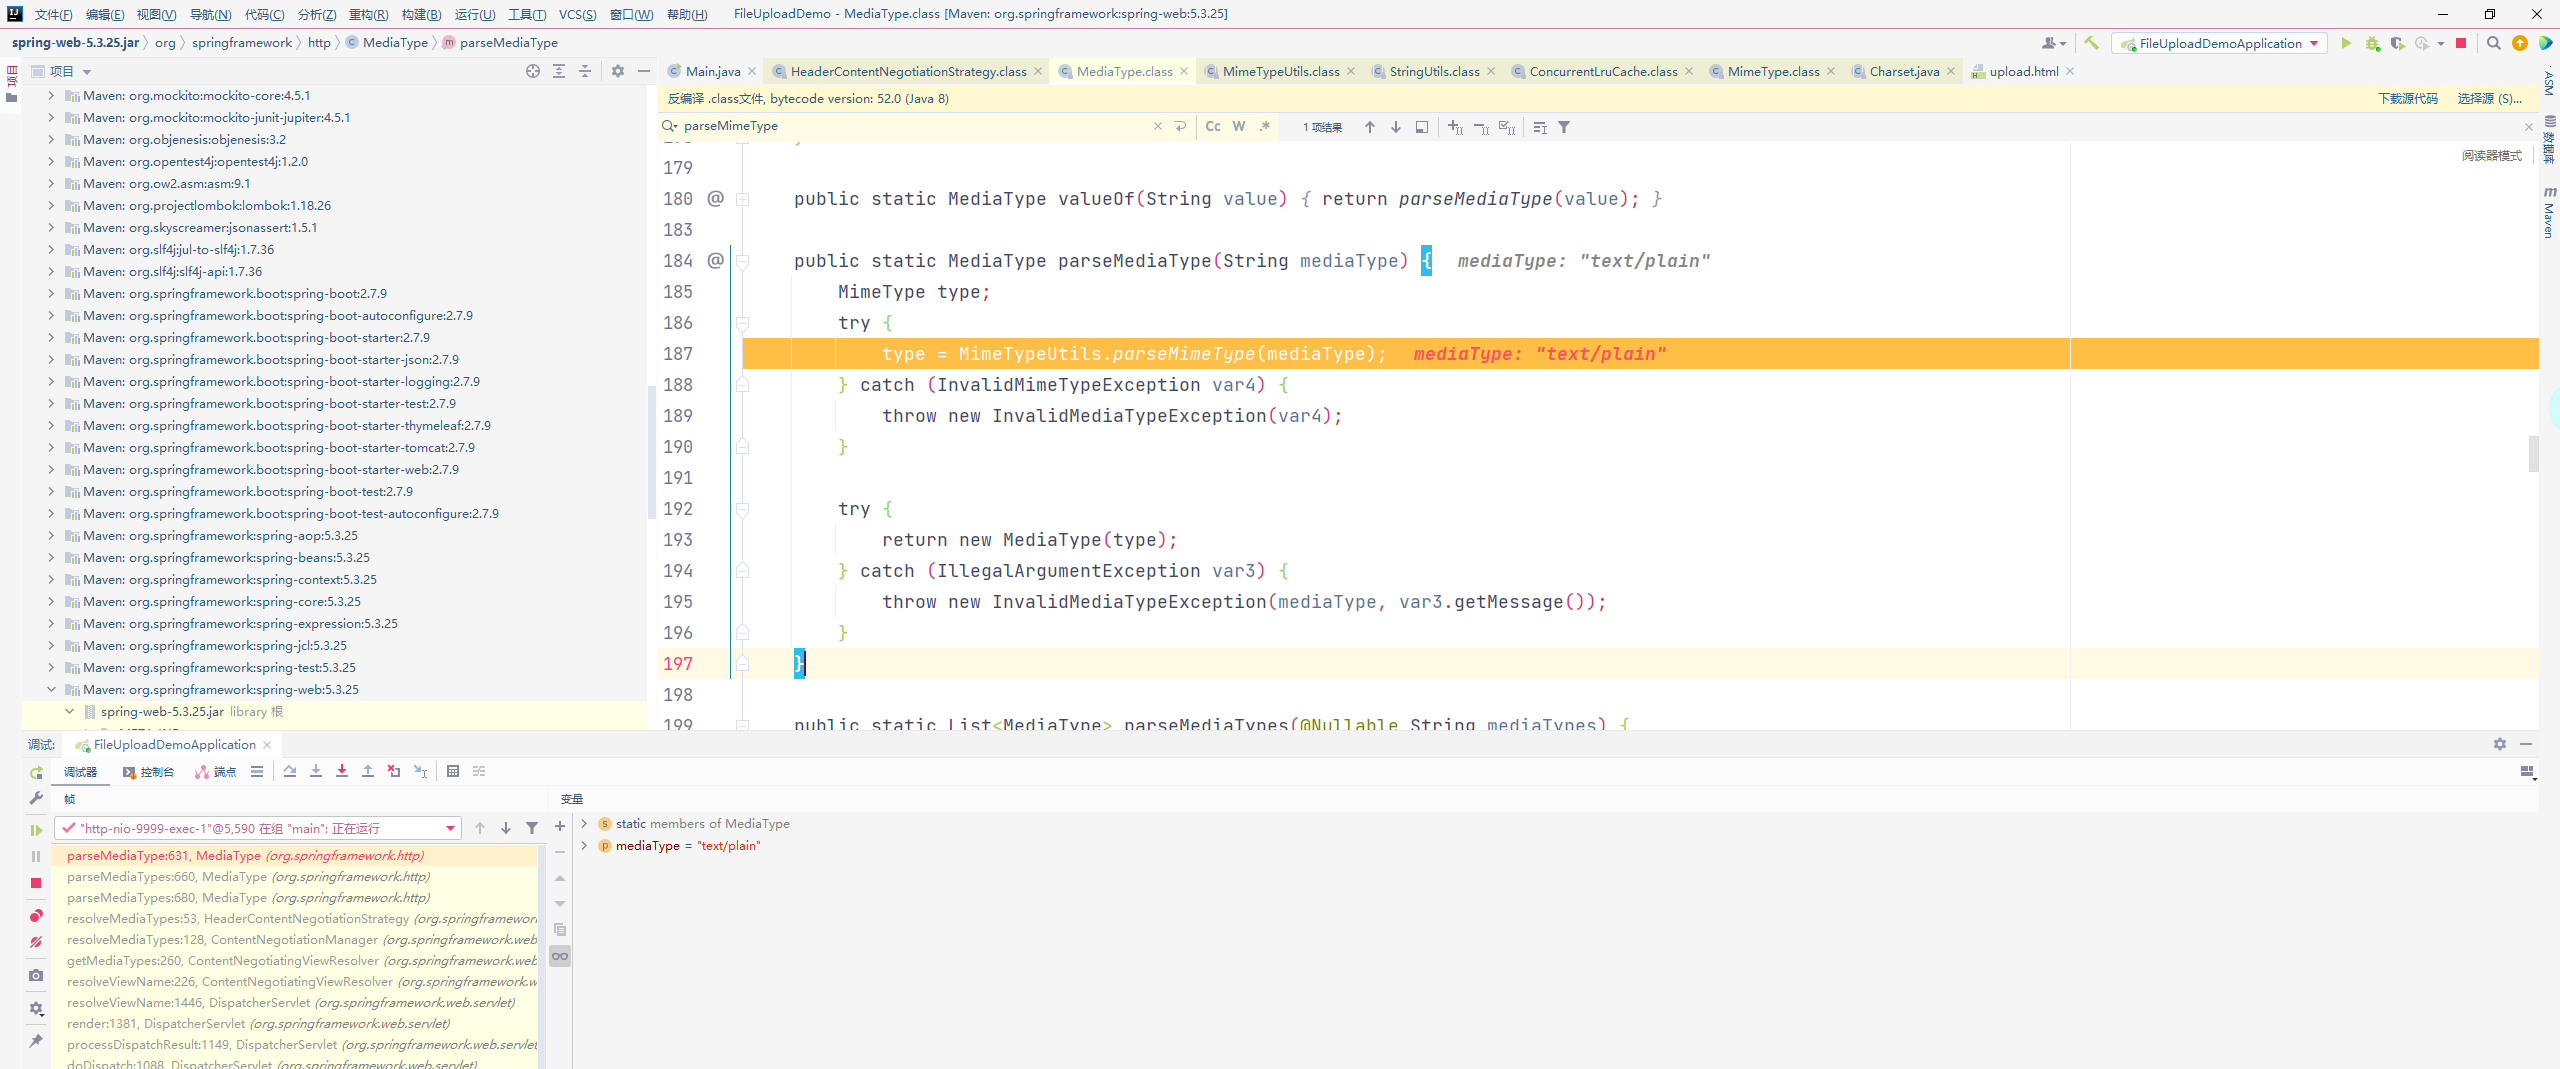 文件(F) 编辑(E) 视图(V) 导航(N) 代码(C) 分析(Z) 重构(R) 构建(B) 运行(U) 工具(T) VCS(S) 窗口(W) 帮助(H) FileUploadDemo - MediaType.class [Maven: org.springframework:spring-web:5.3.25]
spring-web-5.3.25.jar org springframework http MediaType parseMediaType
FileUploadDemoApplication
项目
项目
Main.java HeaderContentNegotiationStrategy.class MediaType.class MimeTypeUtils.class StringUtils.class ConcurrentLruCache.class MimeType.class Charset.java upload.html
反编译 .class文件, bytecode version: 52.0 (Java 8)
下载源代码 选择源 (S)...
parseMimeType
Cc W .*
1 项结果
阅读器模式
ASM
数据库
Maven
Maven: org.mockito:mockito-core:4.5.1
Maven: org.mockito:mockito-junit-jupiter:4.5.1
Maven: org.objenesis:objenesis:3.2
Maven: org.opentest4j:opentest4j:1.2.0
Maven: org.ow2.asm:asm:9.1
Maven: org.projectlombok:lombok:1.18.26
Maven: org.skyscreamer:jsonassert:1.5.1
Maven: org.slf4j:jul-to-slf4j:1.7.36
Maven: org.slf4j:slf4j-api:1.7.36
Maven: org.springframework.boot:spring-boot:2.7.9
Maven: org.springframework.boot:spring-boot-autoconfigure:2.7.9
Maven: org.springframework.boot:spring-boot-starter:2.7.9
Maven: org.springframework.boot:spring-boot-starter-json:2.7.9
Maven: org.springframework.boot:spring-boot-starter-logging:2.7.9
Maven: org.springframework.boot:spring-boot-starter-test:2.7.9
Maven: org.springframework.boot:spring-boot-starter-thymeleaf:2.7.9
Maven: org.springframework.boot:spring-boot-starter-tomcat:2.7.9
Maven: org.springframework.boot:spring-boot-starter-web:2.7.9
Maven: org.springframework.boot:spring-boot-test:2.7.9
Maven: org.springframework.boot:spring-boot-test-autoconfigure:2.7.9
Maven: org.springframework:spring-aop:5.3.25
Maven: org.springframework:spring-beans:5.3.25
Maven: org.springframework:spring-context:5.3.25
Maven: org.springframework:spring-core:5.3.25
Maven: org.springframework:spring-expression:5.3.25
Maven: org.springframework:spring-jcl:5.3.25
Maven: org.springframework:spring-test:5.3.25
Maven: org.springframework:spring-web:5.3.25
spring-web-5.3.25.jar library 根
179
180 @ public static MediaType valueOf(String value) { return parseMediaType(value); }
183
184 @ public static MediaType parseMediaType(String mediaType) { mediaType: "text/plain"
185 MimeType type;
186 try {
187 type = MimeTypeUtils.parseMimeType(mediaType); mediaType: "text/plain"
188 } catch (InvalidMimeTypeException var4) {
189 throw new InvalidMediaTypeException(var4);
190 }
191
192 try {
193 return new MediaType(type);
194 } catch (IllegalArgumentException var3) {
195 throw new InvalidMediaTypeException(mediaType, var3.getMessage());
196 }
197 }
198
199 public static List<MediaType> parseMediaTypes(@Nullable String mediaTypes) {
调试: FileUploadDemoApplication
调试器 控制台 端点
帧
变量
"http-nio-9999-exec-1"@5,590 在组 "main": 正在运行
parseMediaType:631, MediaType (org.springframework.http)
parseMediaTypes:660, MediaType (org.springframework.http)
parseMediaTypes:680, MediaType (org.springframework.http)
resolveMediaTypes:53, HeaderContentNegotiationStrategy (org.springframewor
resolveMediaTypes:128, ContentNegotiationManager (org.springframework.web
getMediaTypes:260, ContentNegotiatingViewResolver (org.springframework.web
resolveViewName:226, ContentNegotiatingViewResolver (org.springframework.w
resolveViewName:1446, DispatcherServlet (org.springframework.web.servlet)
render:1381, DispatcherServlet (org.springframework.web.servlet)
processDispatchResult:1149, DispatcherServlet (org.springframework.web.servlet
doDispatch:1088, DispatcherServlet (org.springframework.web.servlet)
static members of MediaType
mediaType = "text/plain"